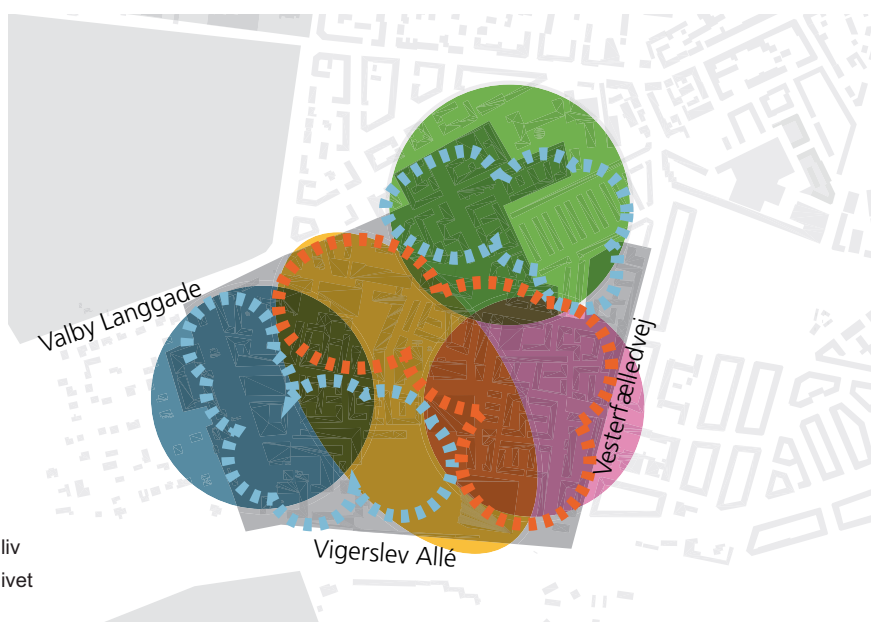 Valby Langgade
Vesterfælledvej
liv
Vigerslev Allé
ivet